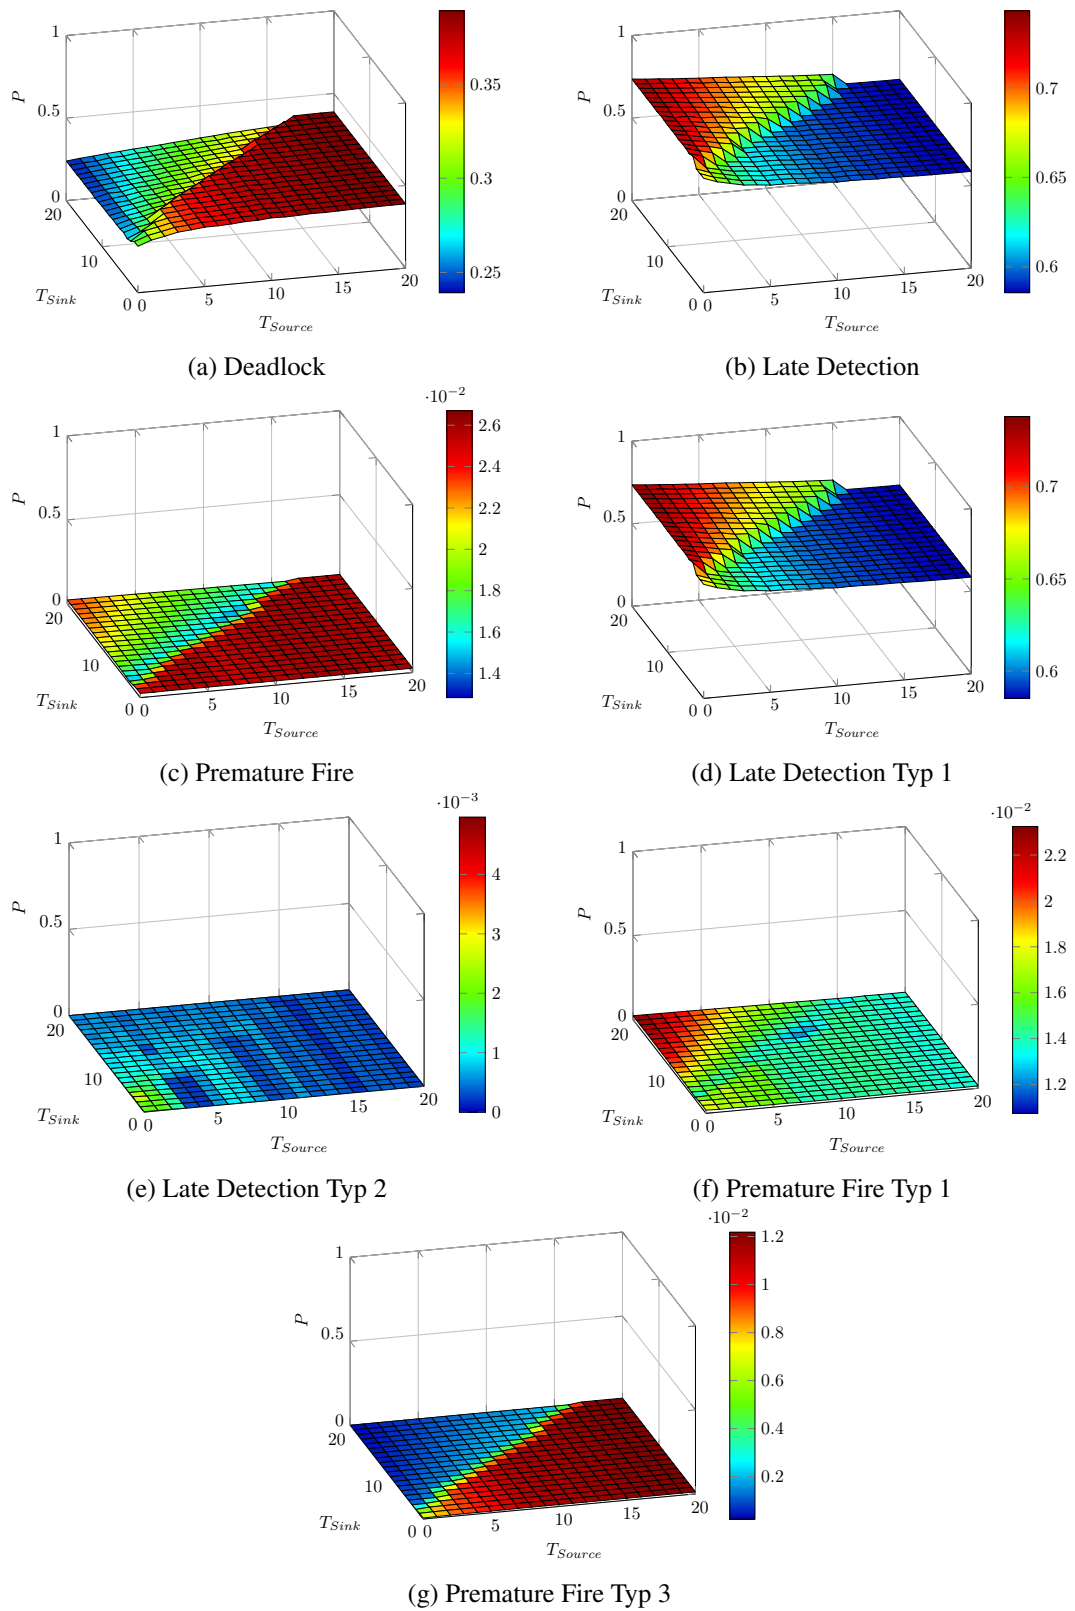 1
0.5
0
P
20
10
0
T_Sink
0 5 10 15 20
T_Source
0.35
0.3
0.25
(a) Deadlock
1
0.5
0
P
20
10
0
T_Sink
0 5 10 15 20
T_Source
0.7
0.65
0.6
(b) Late Detection
1
0.5
0
P
20
10
0
T_Sink
0 5 10 15 20
T_Source
·10⁻²
2.6
2.4
2.2
2
1.8
1.6
1.4
(c) Premature Fire
1
0.5
0
P
20
10
0
T_Sink
0 5 10 15 20
T_Source
0.7
0.65
0.6
(d) Late Detection Typ 1
1
0.5
0
P
20
10
0
T_Sink
0 5 10 15 20
T_Source
·10⁻³
4
3
2
1
0
(e) Late Detection Typ 2
1
0.5
0
P
20
10
0
T_Sink
0 5 10 15 20
T_Source
·10⁻²
2.2
2
1.8
1.6
1.4
1.2
(f) Premature Fire Typ 1
1
0.5
0
P
20
10
0
T_Sink
0 5 10 15 20
T_Source
·10⁻²
1.2
1
0.8
0.6
0.4
0.2
(g) Premature Fire Typ 3